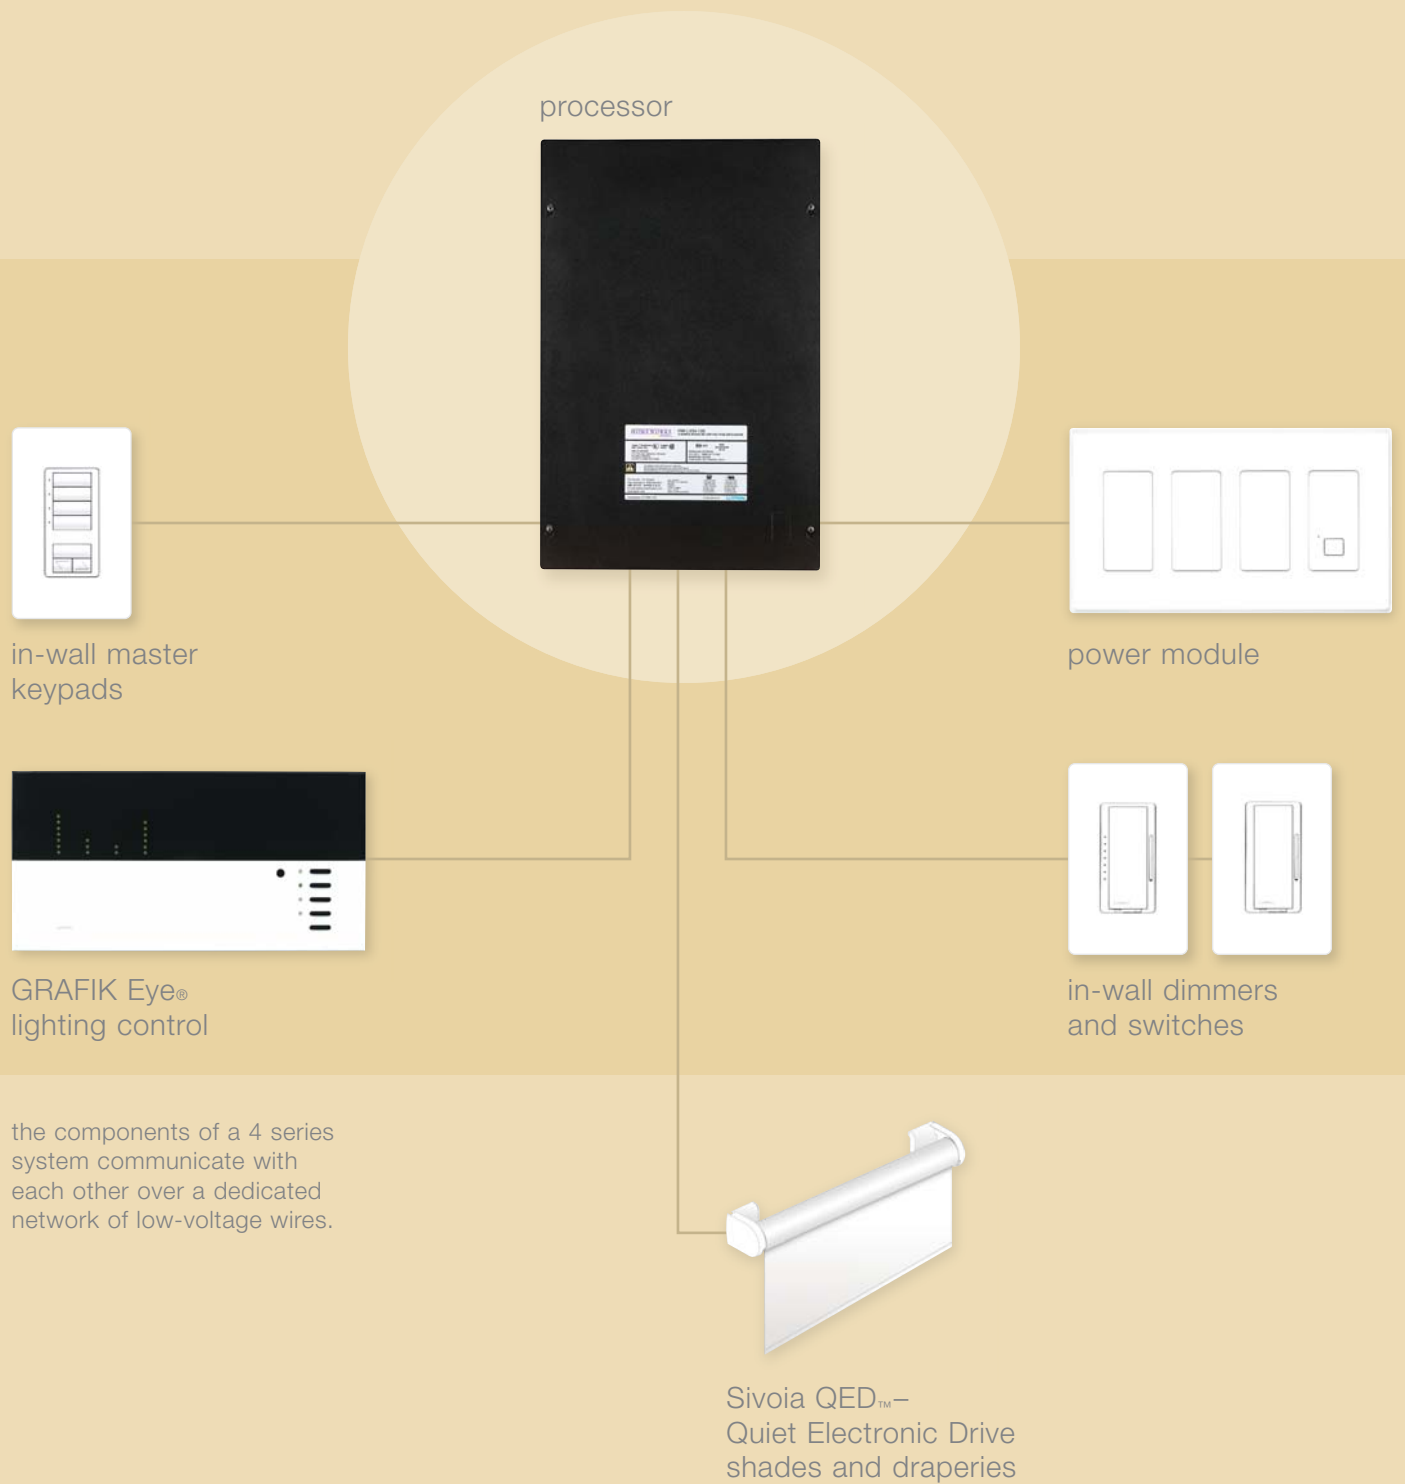 processor
in-wall master
keypads
power module
GRAFIK Eye®
lighting control
in-wall dimmers
and switches
the components of a 4 series
system communicate with
each other over a dedicated
network of low-voltage wires.
Sivoia QED™–
Quiet Electronic Drive
shades and draperies